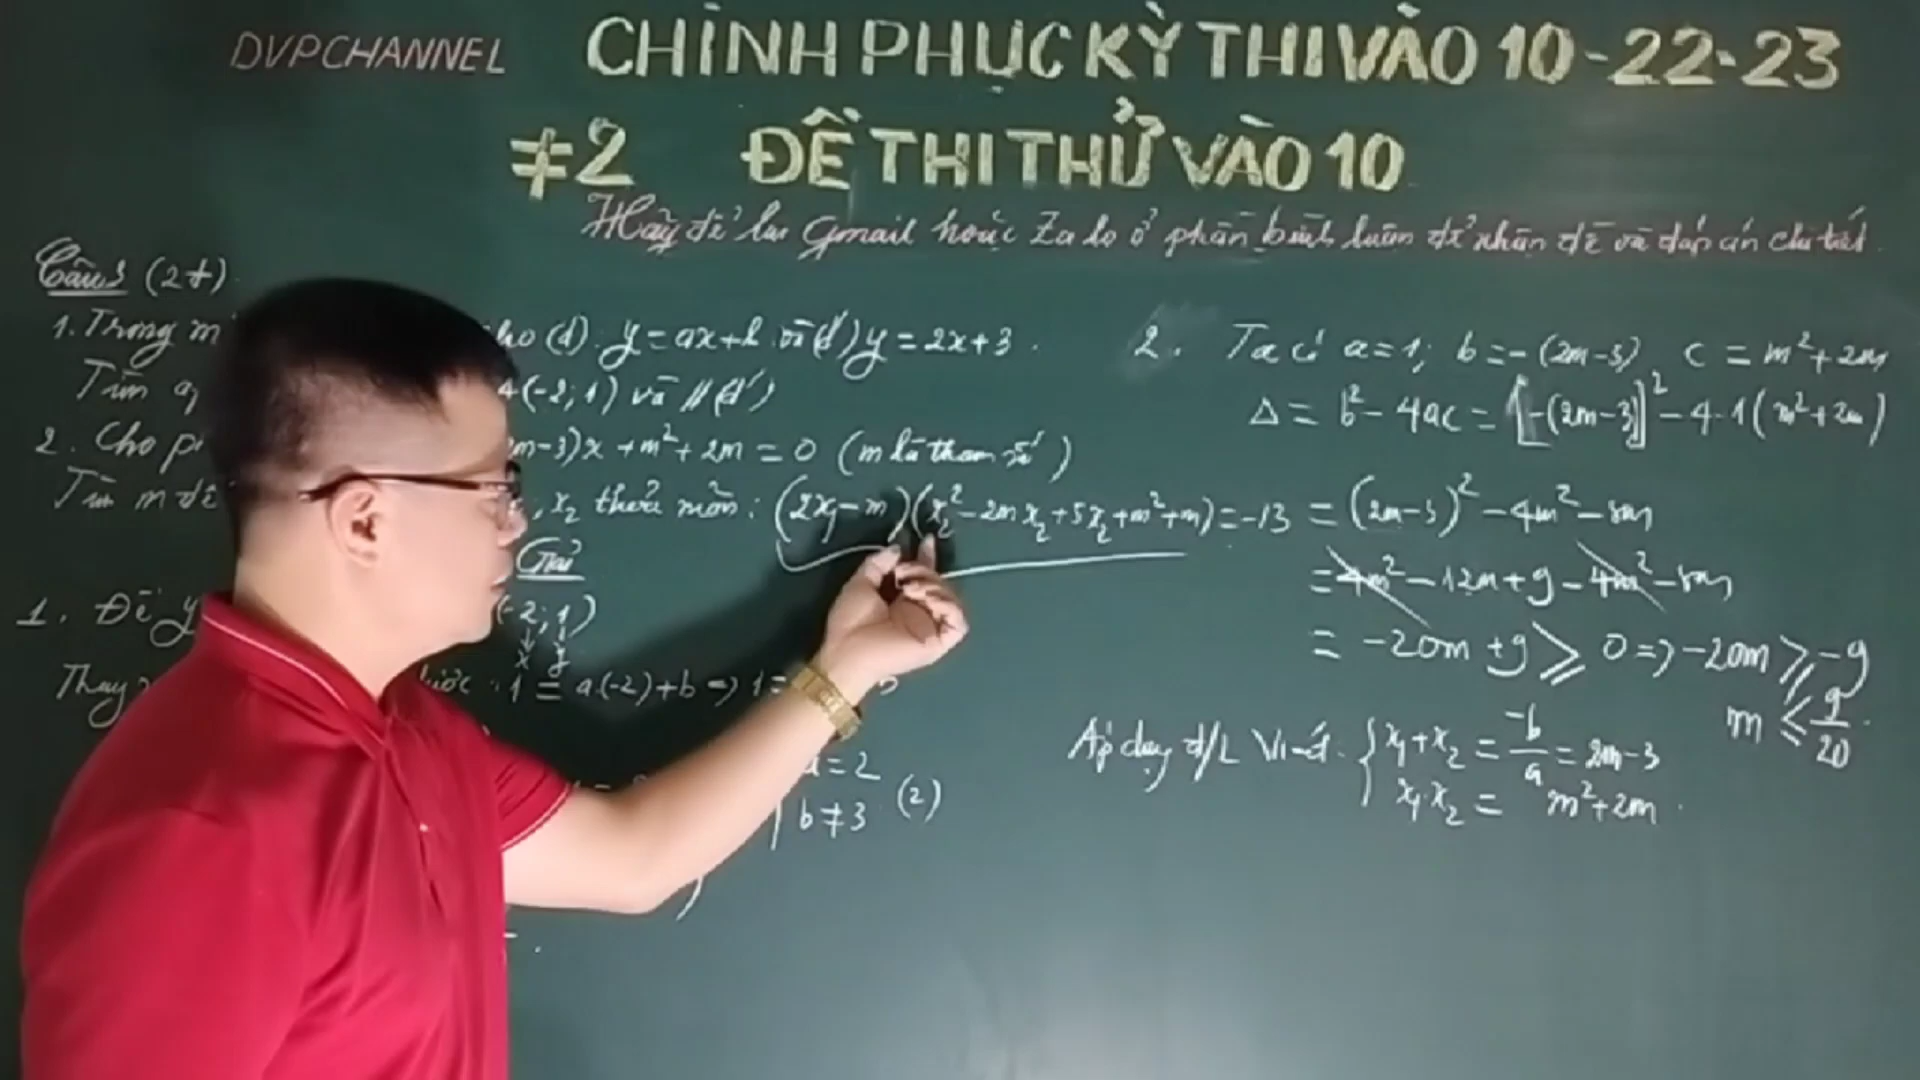 DVPCHANNEL
CHINH PHỤC KỲ THI VÀO 10-22-23
#2 ĐỀ THI THỬ VÀO 10
Hãy để lại Gmail hoặc Zalo ở phần bình luận để nhận đề và đáp án chi tiết.
Câu 3 (2đ)
1. Trong m
ho (d). y = ax+b và (d') y = 2x+3.
Tìm a,
A(-2; 1) và // (d')
2. Cho p
2m-3)x + m² + 2m = 0 (m là tham số)
Tìm m để
, x₂ thỏa mãn: (2x₁ - m)(x₂² - 2mx₂ + 5x₂ + m² + m) = -13
Giải
1. Để y
(-2; 1)
x y
Thay
1 = a.(-2) + b => 1 =
a = 2
b ≠ 3 (2)
2. Ta có a = 1; b = -(2m-3), c = m² + 2m
Δ = b² - 4ac = [-(2m-3)]² - 4.1(m² + 2m)
= (2m-3)² - 4m² - 8m
= 4m² - 12m + 9 - 4m² - 8m
= -20m + 9 ≥ 0 => -20m ≥ -9
m ≤ 9/20.
Áp dụng đ/L Vi-ét. { x₁ + x₂ = -b/a = 2m-3
x₁.x₂ = m² + 2m.